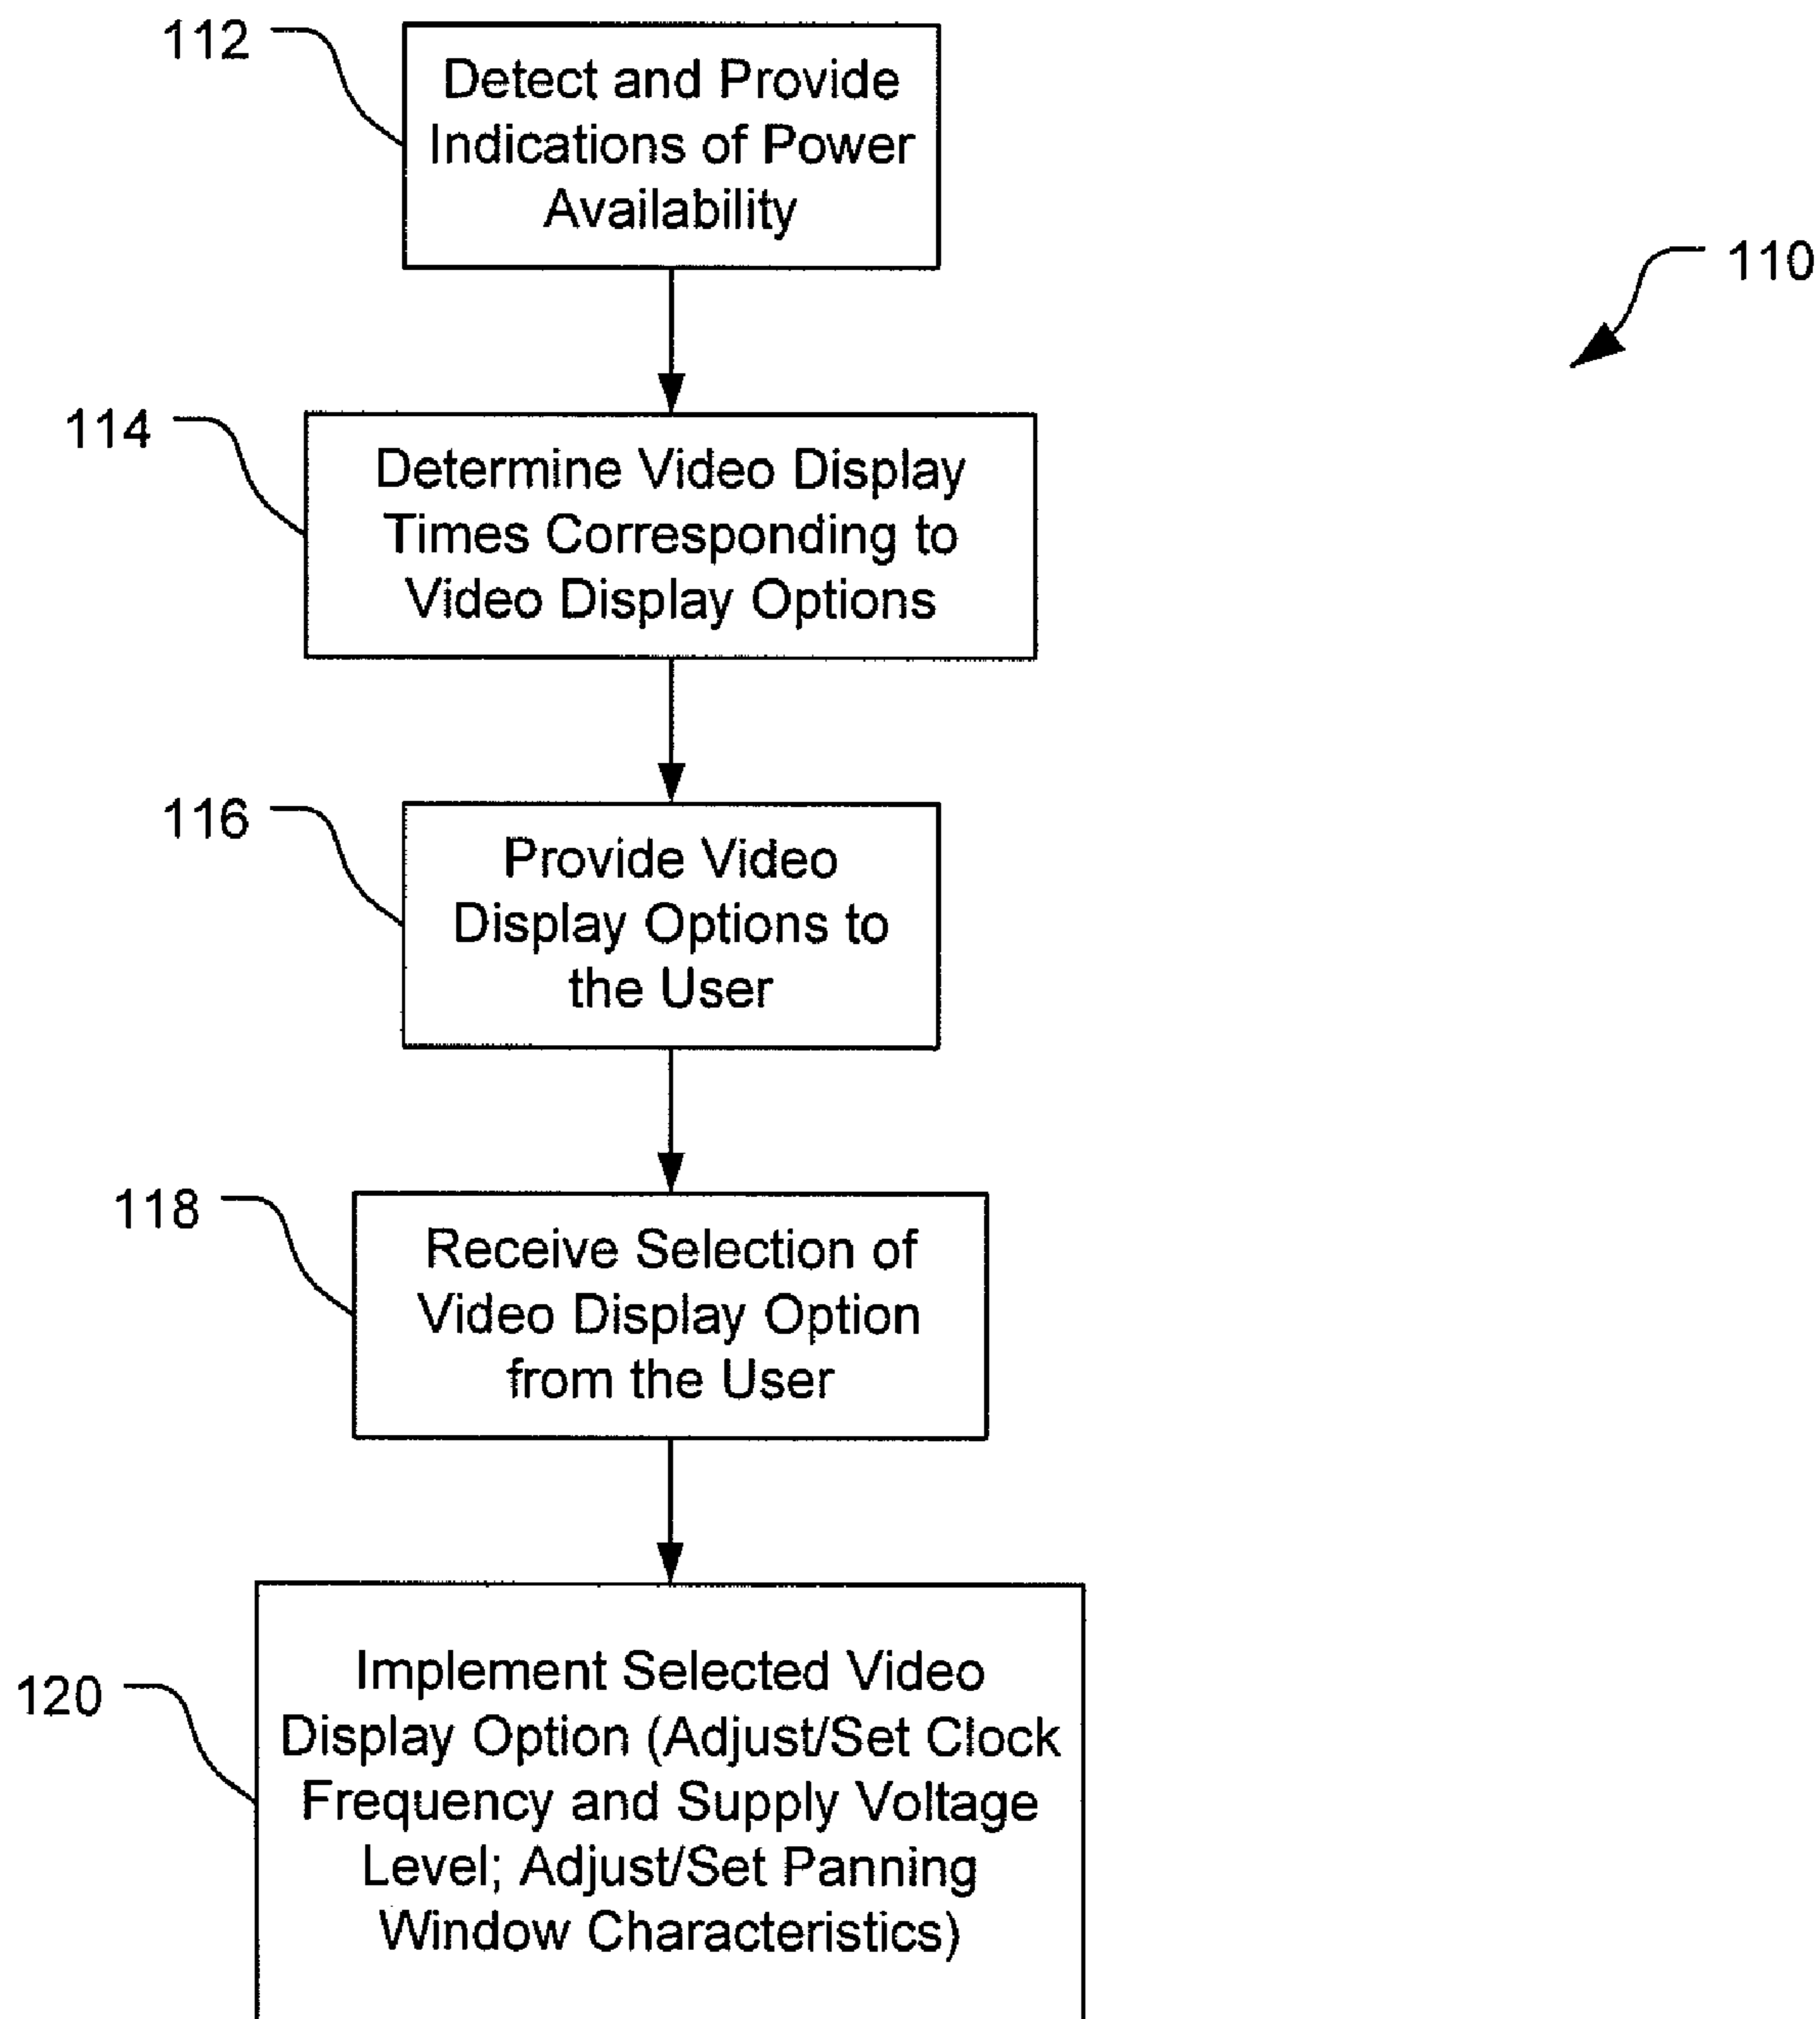 112
Detect and Provide
Indications of Power
Availability
110
114
Determine Video Display
Times Corresponding to
Video Display Options
116
Provide Video
Display Options to
the User
118
Receive Selection of
Video Display Option
from the User
120
Implement Selected Video
Display Option (Adjust/Set Clock
Frequency and Supply Voltage
Level; Adjust/Set Panning
Window Characteristics)